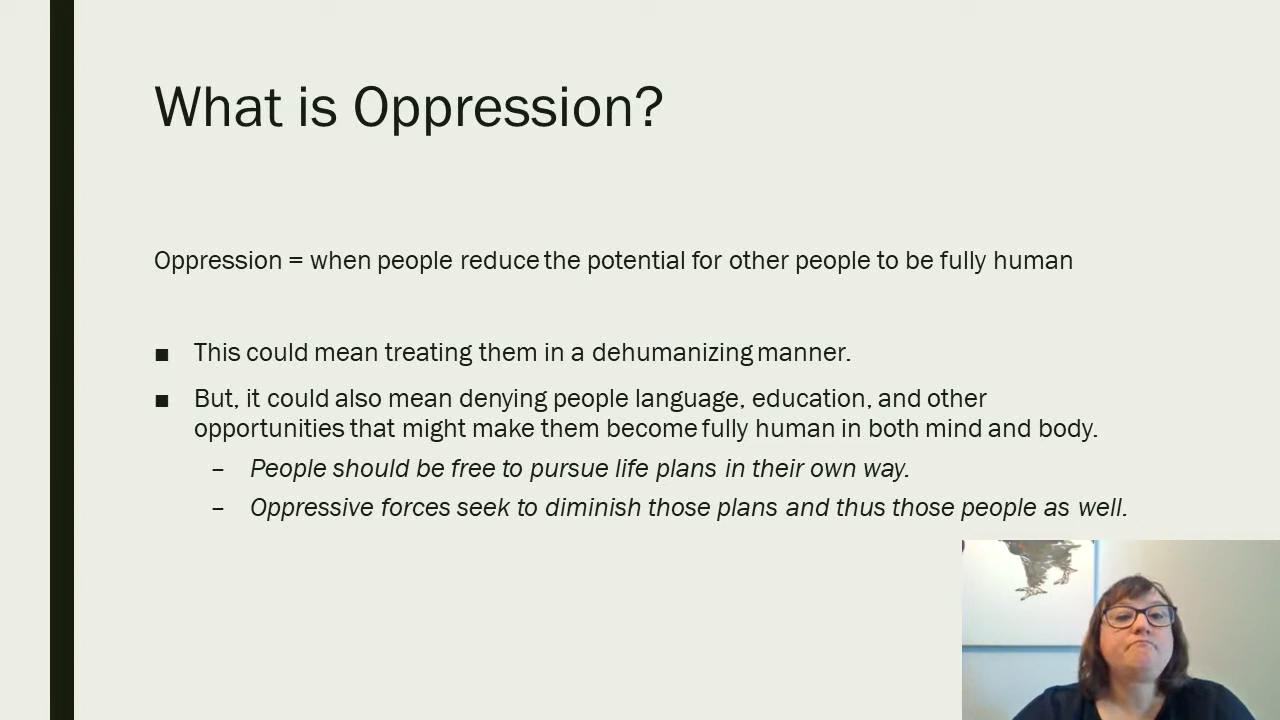 What is Oppression?
Oppression = when people reduce the potential for other people to be fully human
■ This could mean treating them in a dehumanizing manner.
■ But, it could also mean denying people language, education, and other
opportunities that might make them become fully human in both mind and body.
– People should be free to pursue life plans in their own way.
– Oppressive forces seek to diminish those plans and thus those people as well.